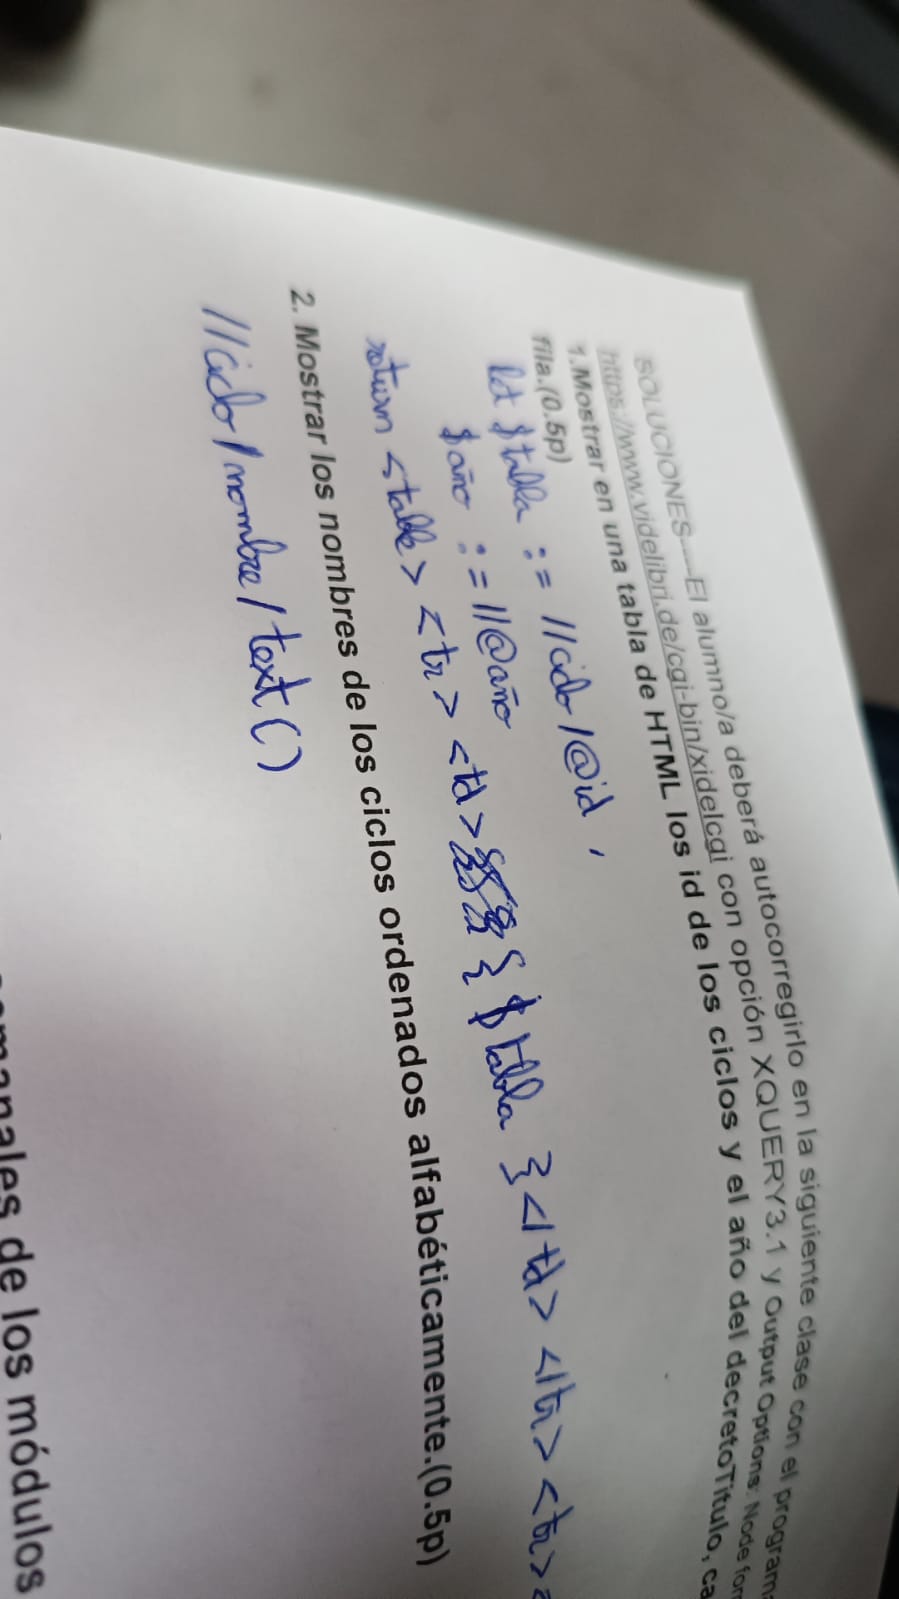 SOLUCIONES----El alumno/a deberá autocorregirlo en la siguiente clase con el program
https://www.videlibri.de/cgi-bin/xidelcgi con opción XQUERY3.1 y Output Options: Node for
1.Mostrar en una tabla de HTML los id de los ciclos y el año del decretoTitulo, ca
fila.(0.5p)
let $tabla := //ciclo/@id ,
$año := //@año
return <table> <tr> <td> { $tabla } </td> </tr> <tr>
2. Mostrar los nombres de los ciclos ordenados alfabéticamente.(0.5p)
//ciclo/nombre/text()
manales de los módulos